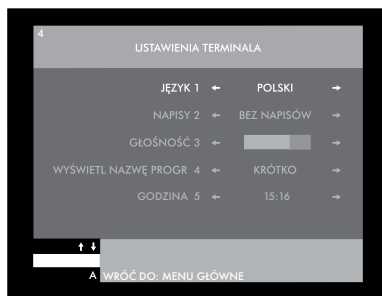 4
USTAWIENIA TERMINALA
JĘZYK 1 ← POLSKI →
NAPISY 2 ← BEZ NAPISÓW →
GŁOŚNOŚĆ 3 ← →
WYŚWIETL NAZWĘ PROGR 4 ← KRÓTKO →
GODZINA 5 ← 15:16 →
↑ ↓
A WRÓĆ DO: MENU GŁÓWNE